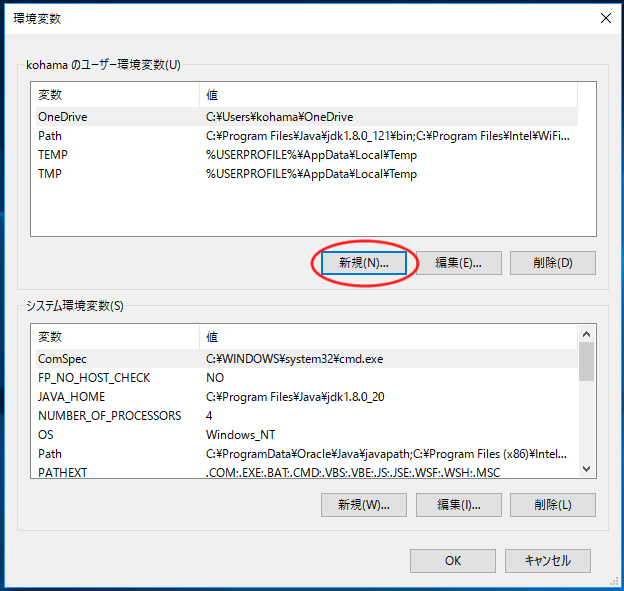 環境変数
kohama のユーザー環境変数(U)
変数 値
OneDrive C:¥Users¥kohama¥OneDrive
Path C:¥Program Files¥Java¥jdk1.8.0_121¥bin;C:¥Program Files¥Intel¥WiFi...
TEMP %USERPROFILE%¥AppData¥Local¥Temp
TMP %USERPROFILE%¥AppData¥Local¥Temp
新規(N)... 編集(E)... 削除(D)
システム環境変数(S)
変数 値
ComSpec C:¥WINDOWS¥system32¥cmd.exe
FP_NO_HOST_CHECK NO
JAVA_HOME C:¥Program Files¥Java¥jdk1.8.0_20
NUMBER_OF_PROCESSORS 4
OS Windows_NT
Path C:¥ProgramData¥Oracle¥Java¥javapath;C:¥Program Files (x86)¥Intel...
PATHEXT .COM;.EXE;.BAT;.CMD;.VBS;.VBE;.JS;.JSE;.WSF;.WSH;.MSC
新規(W)... 編集(I)... 削除(L)
OK キャンセル